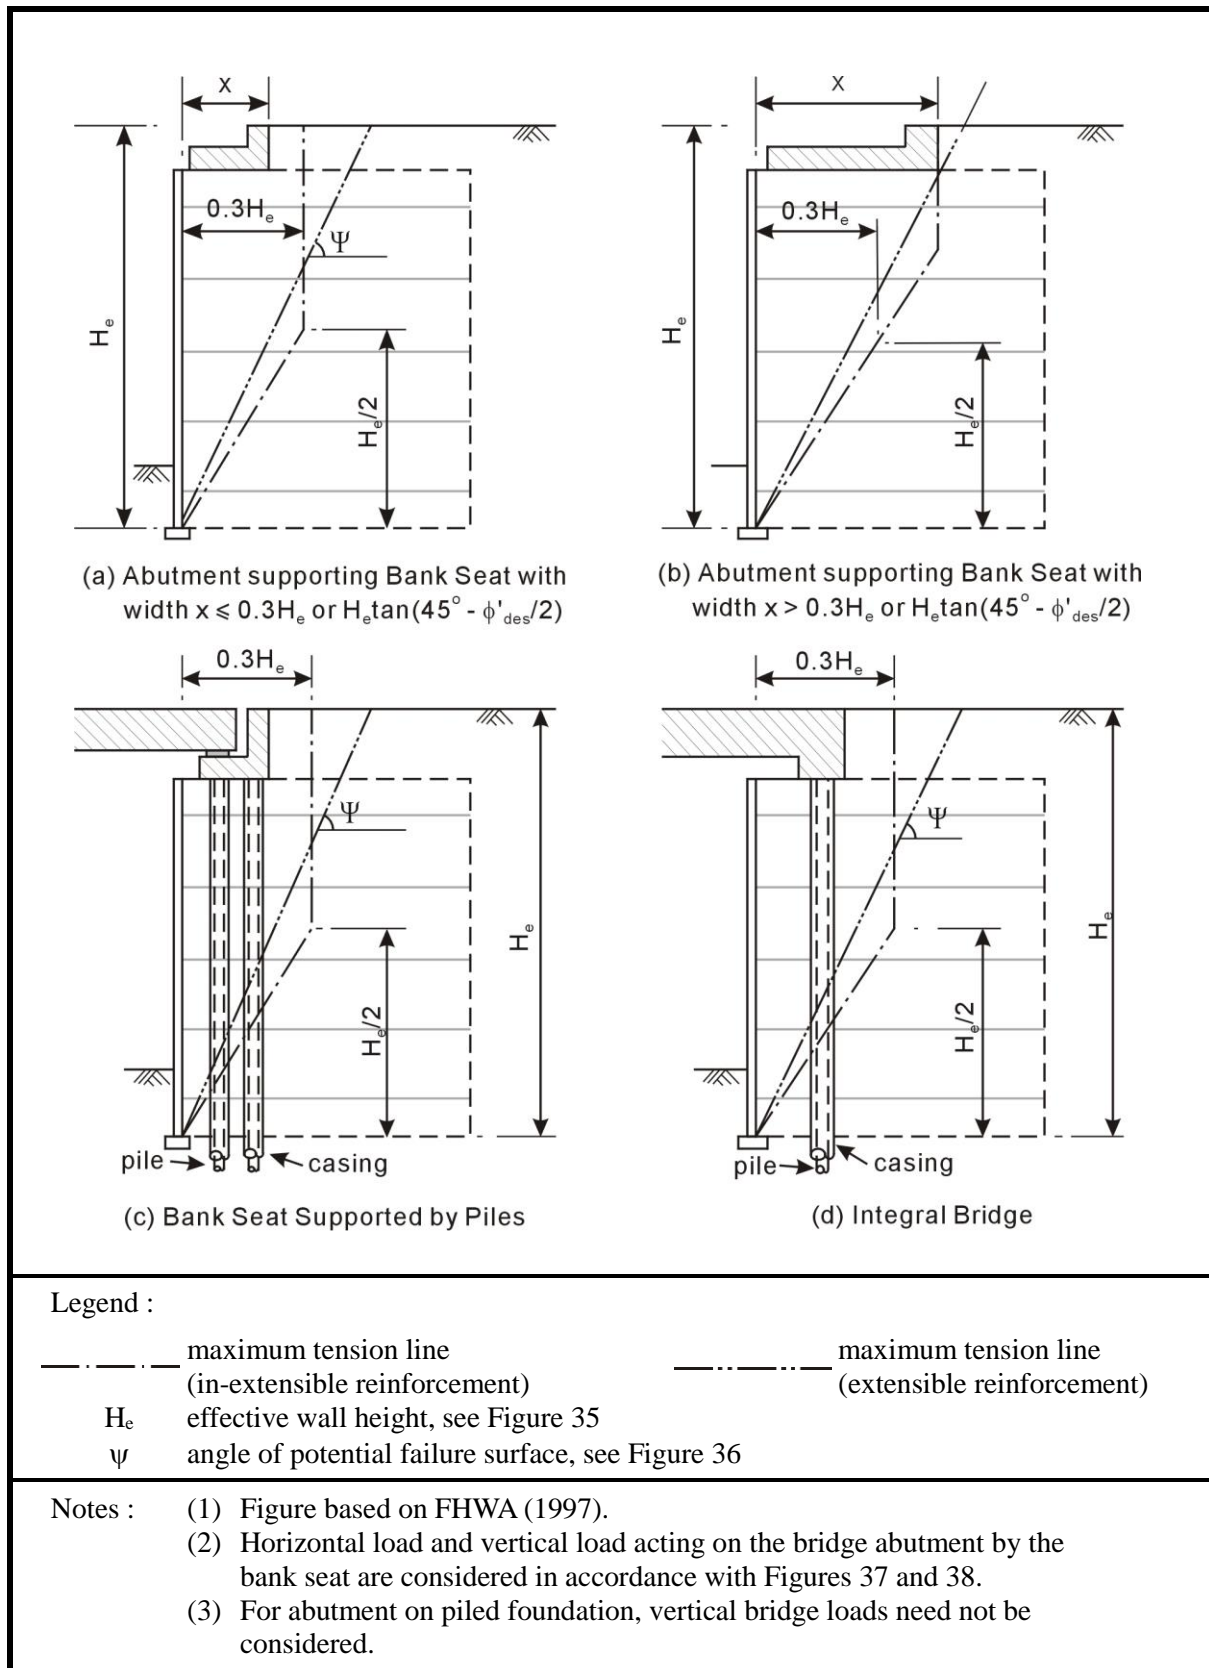 x
0.3Hₑ
Ψ
Hₑ
Hₑ/2
(a) Abutment supporting Bank Seat with
width x ⩽ 0.3Hₑ or Hₑtan(45° - ϕ'des/2)
x
0.3Hₑ
Hₑ
Hₑ/2
(b) Abutment supporting Bank Seat with
width x > 0.3Hₑ or Hₑtan(45° - ϕ'des/2)
0.3Hₑ
Ψ
Hₑ
Hₑ/2
pile
casing
(c) Bank Seat Supported by Piles
0.3Hₑ
Ψ
Hₑ
Hₑ/2
pile
casing
(d) Integral Bridge
Legend :
maximum tension line
(in-extensible reinforcement)
maximum tension line
(extensible reinforcement)
Hₑ effective wall height, see Figure 35
ψ angle of potential failure surface, see Figure 36
Notes : (1) Figure based on FHWA (1997).
(2) Horizontal load and vertical load acting on the bridge abutment by the
bank seat are considered in accordance with Figures 37 and 38.
(3) For abutment on piled foundation, vertical bridge loads need not be
considered.